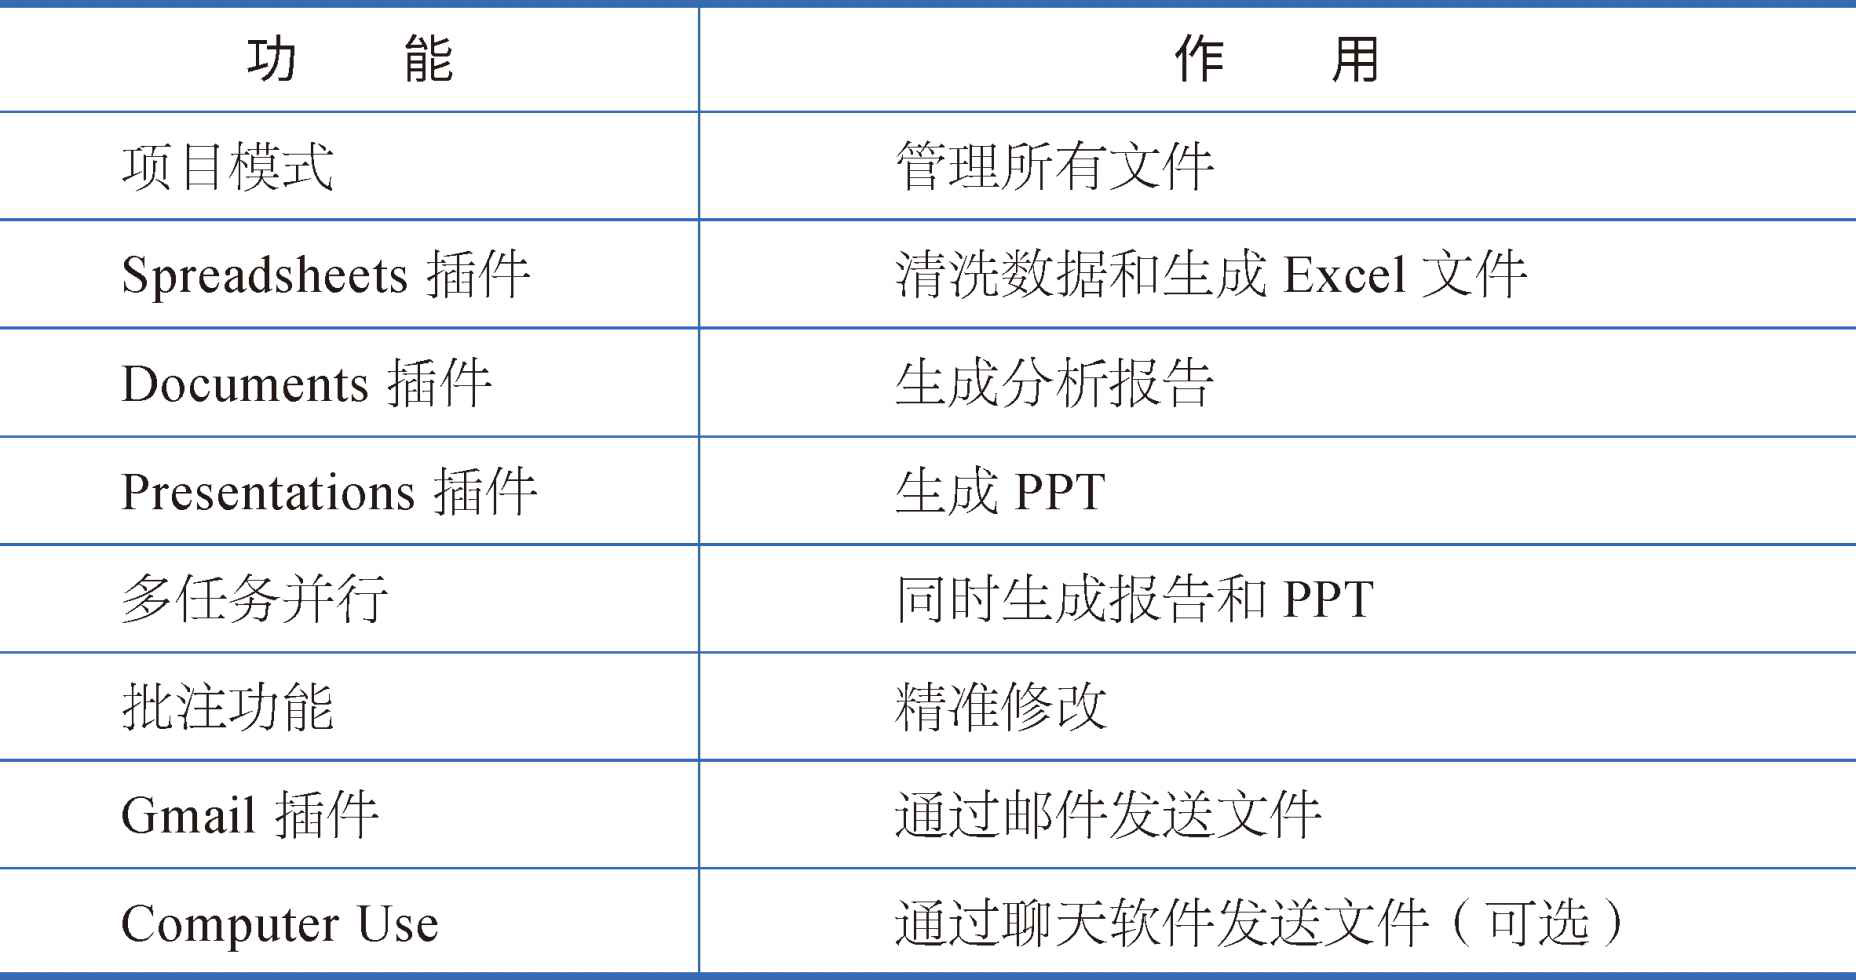 功能 作用
项目模式 管理所有文件
Spreadsheets 插件 清洗数据和生成 Excel 文件
Documents 插件 生成分析报告
Presentations 插件 生成 PPT
多任务并行 同时生成报告和 PPT
批注功能 精准修改
Gmail 插件 通过邮件发送文件
Computer Use 通过聊天软件发送文件（可选）